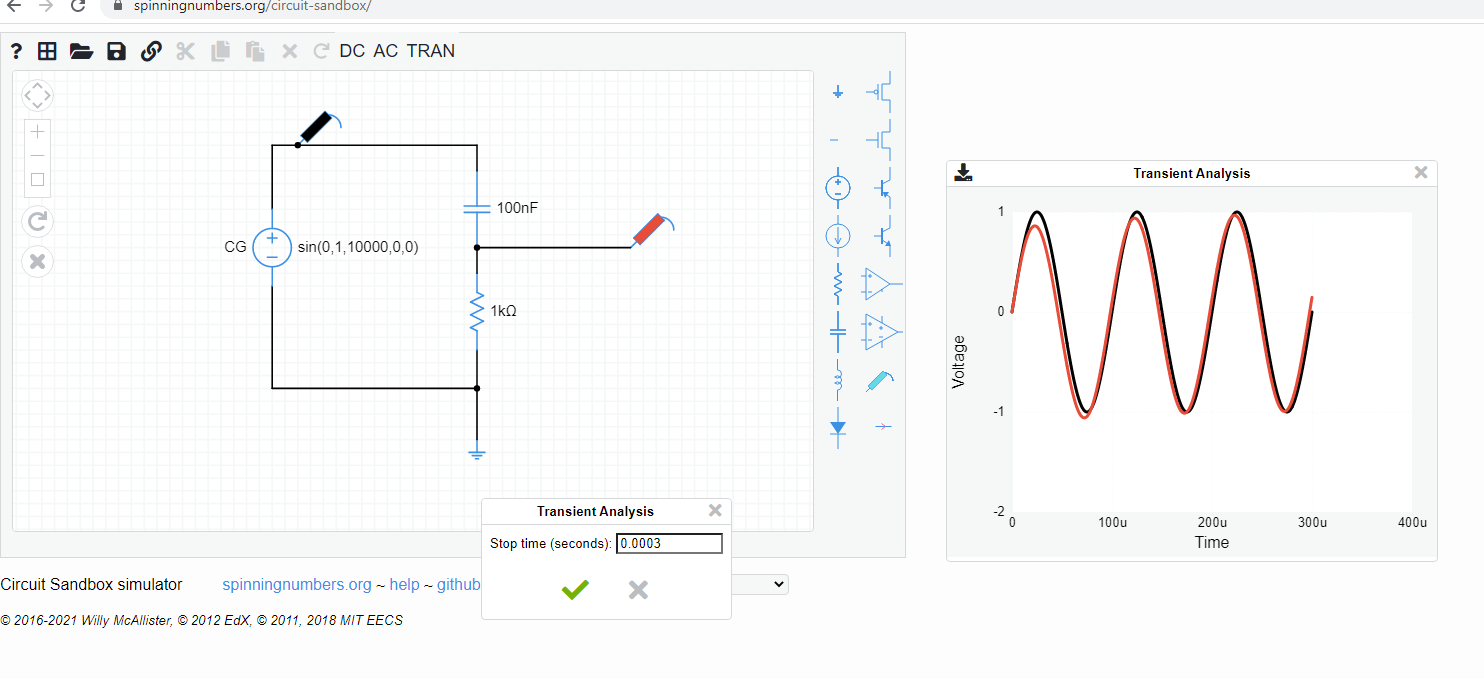 spinningnumbers.org/circuit-sandbox/
? DC AC TRAN
100nF
CG sin(0,1,10000,0,0)
1kΩ
Transient Analysis
1
0
-1
-2
Voltage
0 100u 200u 300u 400u
Time
Transient Analysis
Stop time (seconds): 0.0003
Circuit Sandbox simulator spinningnumbers.org ~ help ~ github
© 2016-2021 Willy McAllister, © 2012 EdX, © 2011, 2018 MIT EECS